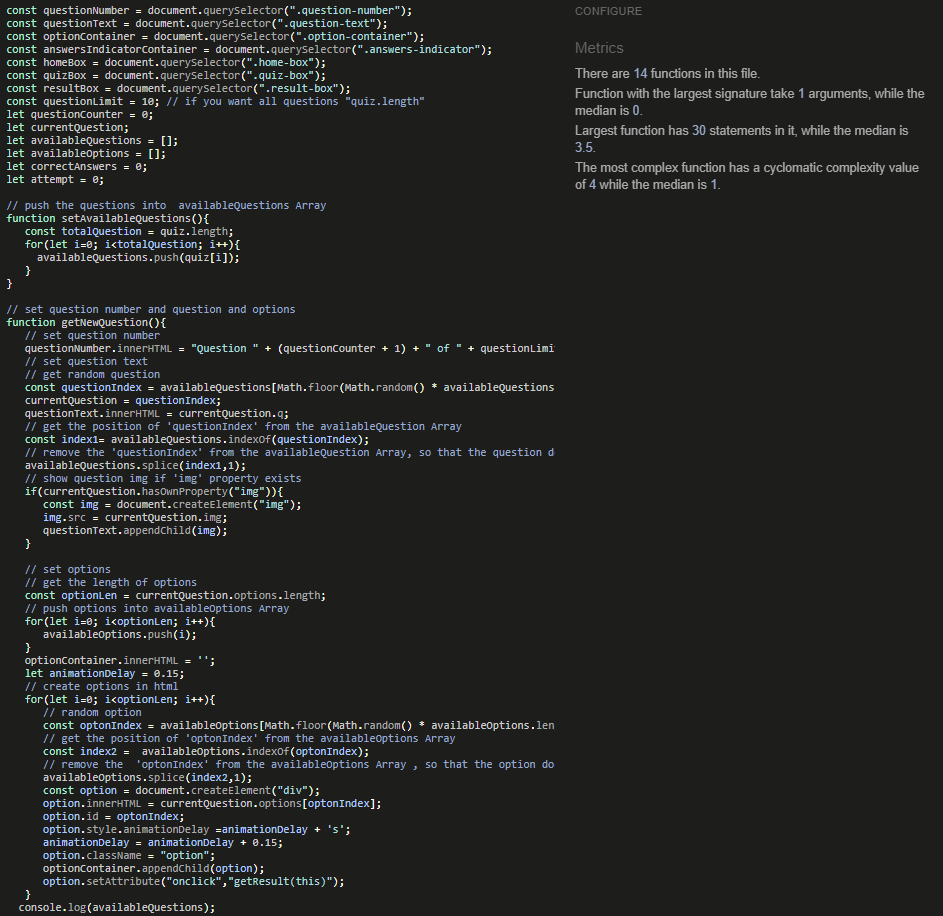 const questionNumber = document.querySelector(".question-number");
const questionText = document.querySelector(".question-text");
const optionContainer = document.querySelector(".option-container");
const answersIndicatorContainer = document.querySelector(".answers-indicator");
const homeBox = document.querySelector(".home-box");
const quizBox = document.querySelector(".quiz-box");
const resultBox = document.querySelector(".result-box");
const questionLimit = 10; // if you want all questions "quiz.length"
let questionCounter = 0;
let currentQuestion;
let availableQuestions = [];
let availableOptions = [];
let correctAnswers = 0;
let attempt = 0;
// push the questions into  availableQuestions Array
function setAvailableQuestions(){
   const totalQuestion = quiz.length;
   for(let i=0; i<totalQuestion; i++){
     availableQuestions.push(quiz[i]);
   }
}
// set question number and question and options
function getNewQuestion(){
   // set question number
   questionNumber.innerHTML = "Question " + (questionCounter + 1) + " of " + questionLimi
   // set question text
   // get random question
   const questionIndex = availableQuestions[Math.floor(Math.random() * availableQuestions
   currentQuestion = questionIndex;
   questionText.innerHTML = currentQuestion.q;
   // get the position of 'questionIndex' from the availableQuestion Array
   const index1= availableQuestions.indexOf(questionIndex);
   // remove the 'questionIndex' from the availableQuestion Array, so that the question d
   availableQuestions.splice(index1,1);
   // show question img if 'img' property exists
   if(currentQuestion.hasOwnProperty("img")){
      const img = document.createElement("img");
      img.src = currentQuestion.img;
      questionText.appendChild(img);
   }
   // set options
   // get the length of options
   const optionLen = currentQuestion.options.length;
   // push options into availableOptions Array
   for(let i=0; i<optionLen; i++){
      availableOptions.push(i);
   }
   optionContainer.innerHTML = '';
   let animationDelay = 0.15;
   // create options in html
   for(let i=0; i<optionLen; i++){
      // random option
      const optonIndex = availableOptions[Math.floor(Math.random() * availableOptions.len
      // get the position of 'optonIndex' from the availableOptions Array
      const index2 =  availableOptions.indexOf(optonIndex);
      // remove the  'optonIndex' from the availableOptions Array , so that the option do
      availableOptions.splice(index2,1);
      const option = document.createElement("div");
      option.innerHTML = currentQuestion.options[optonIndex];
      option.id = optonIndex;
      option.style.animationDelay =animationDelay + 's';
      animationDelay = animationDelay + 0.15;
      option.className = "option";
      optionContainer.appendChild(option);
      option.setAttribute("onclick","getResult(this)");
   }
  console.log(availableQuestions);
CONFIGURE
Metrics
There are 14 functions in this file.
Function with the largest signature take 1 arguments, while the
median is 0.
Largest function has 30 statements in it, while the median is
3.5.
The most complex function has a cyclomatic complexity value
of 4 while the median is 1.